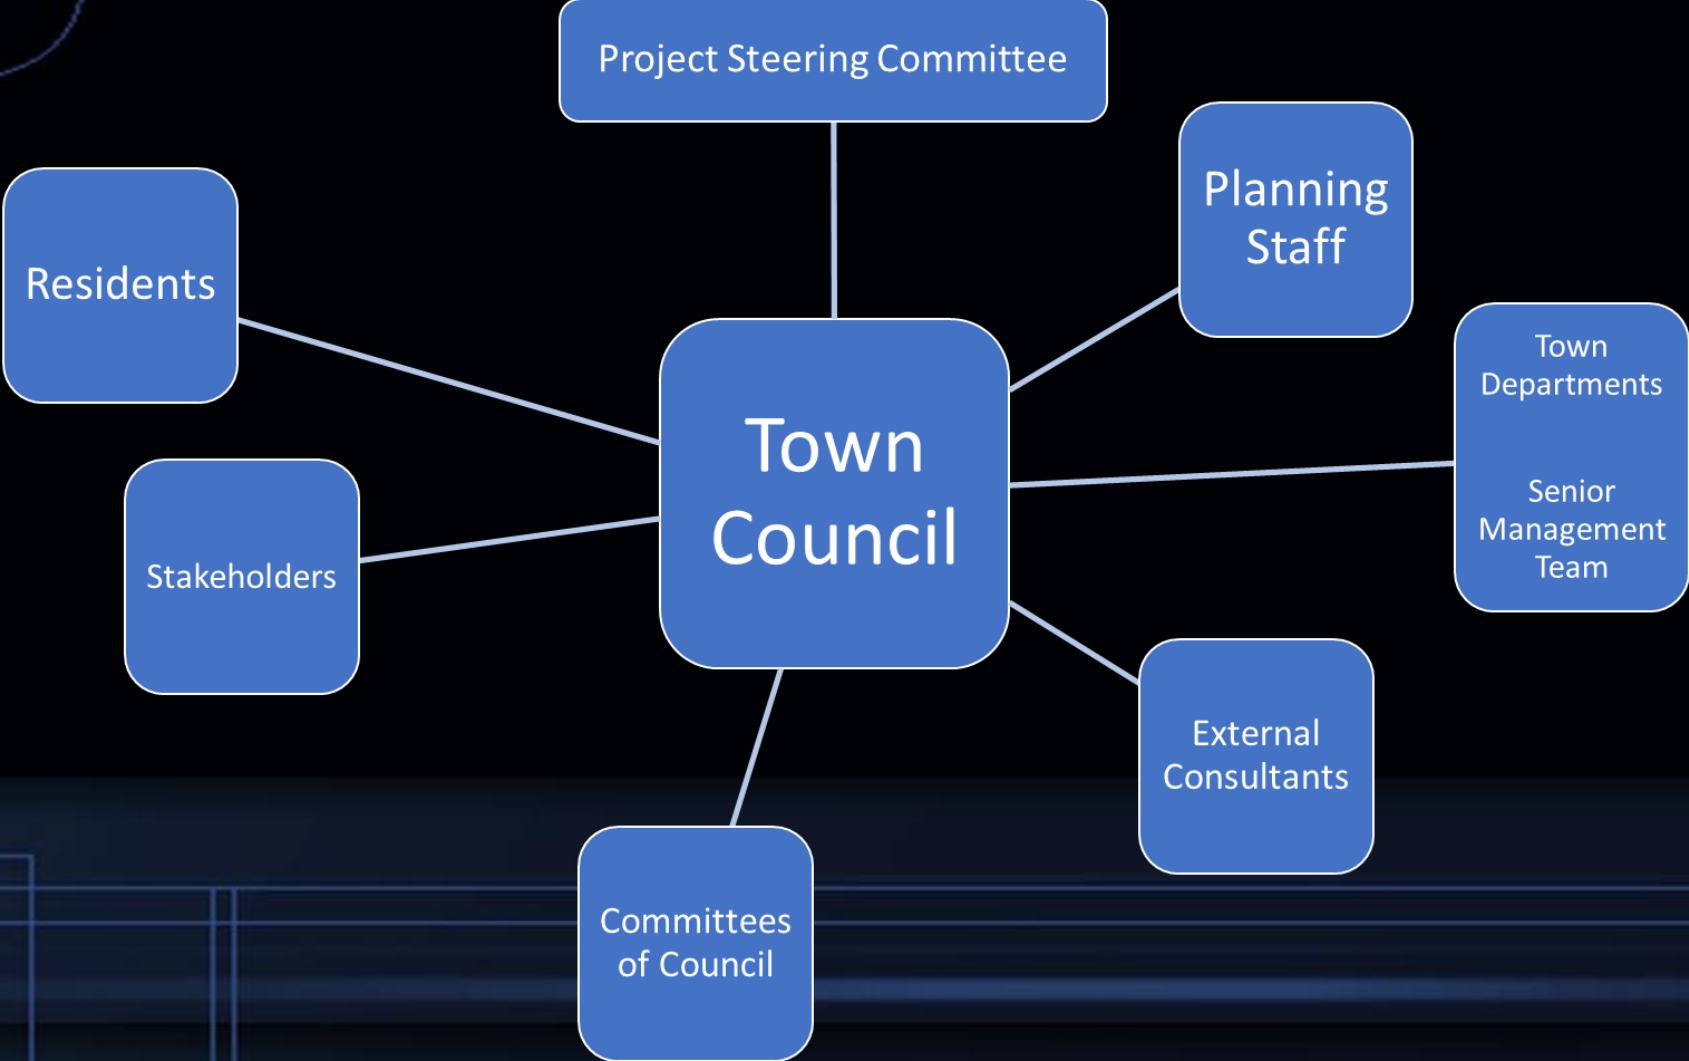 Project Steering Committee
Planning
Staff
Residents
Town
Departments
Senior
Management
Team
Town
Council
Stakeholders
External
Consultants
Committees
of Council